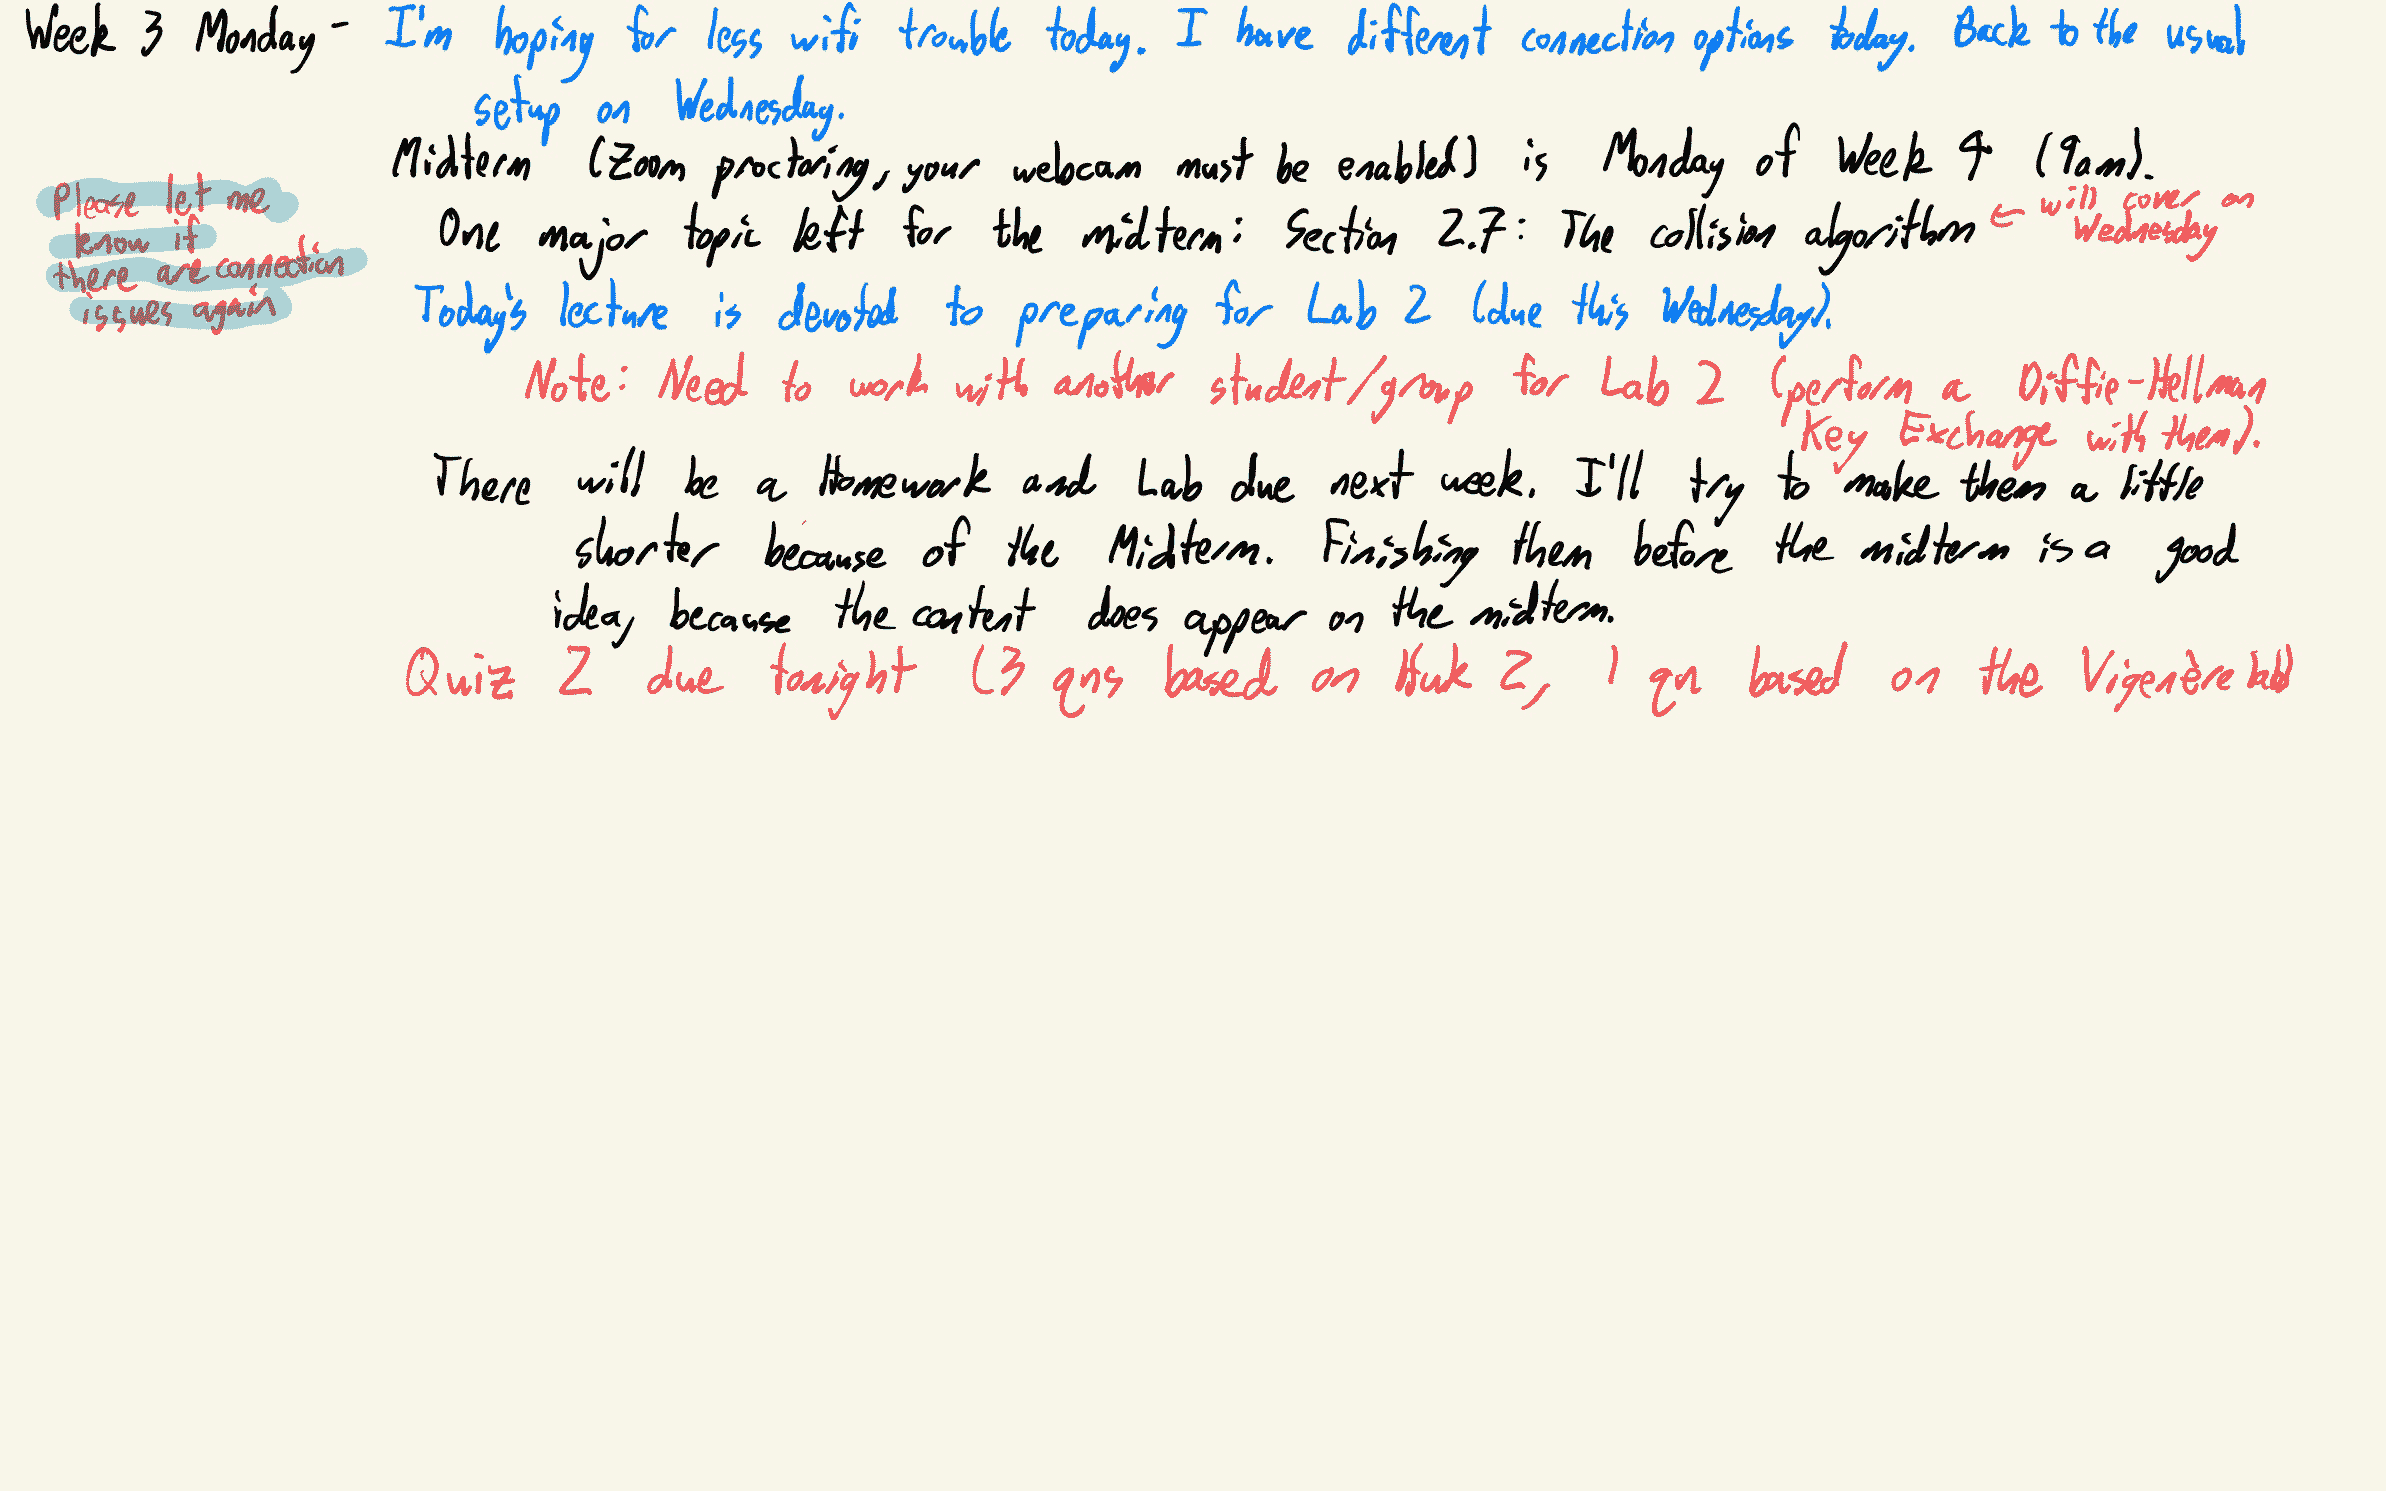 Week 3 Monday - I'm hoping for less wifi trouble today. I have different connection options today. Back to the usual
setup on Wednesday.
Midterm (Zoom proctoring, your webcam must be enabled) is Monday of Week 4 (9am).
Please let me
know if
there are connection
issues again
One major topic left for the midterm: Section 2.7: The collision algorithm ← will cover on
Wednesday
Today's lecture is devoted to preparing for Lab 2 (due this Wednesday).
Note: Need to work with another student/group for Lab 2 (perform a Diffie-Hellman
Key Exchange with them).
There will be a Homework and Lab due next week. I'll try to make them a little
shorter because of the Midterm. Finishing them before the midterm is a good
idea, because the content does appear on the midterm.
Quiz 2 due tonight (3 qns based on Hwk 2, 1 qn based on the Vigenère lab)